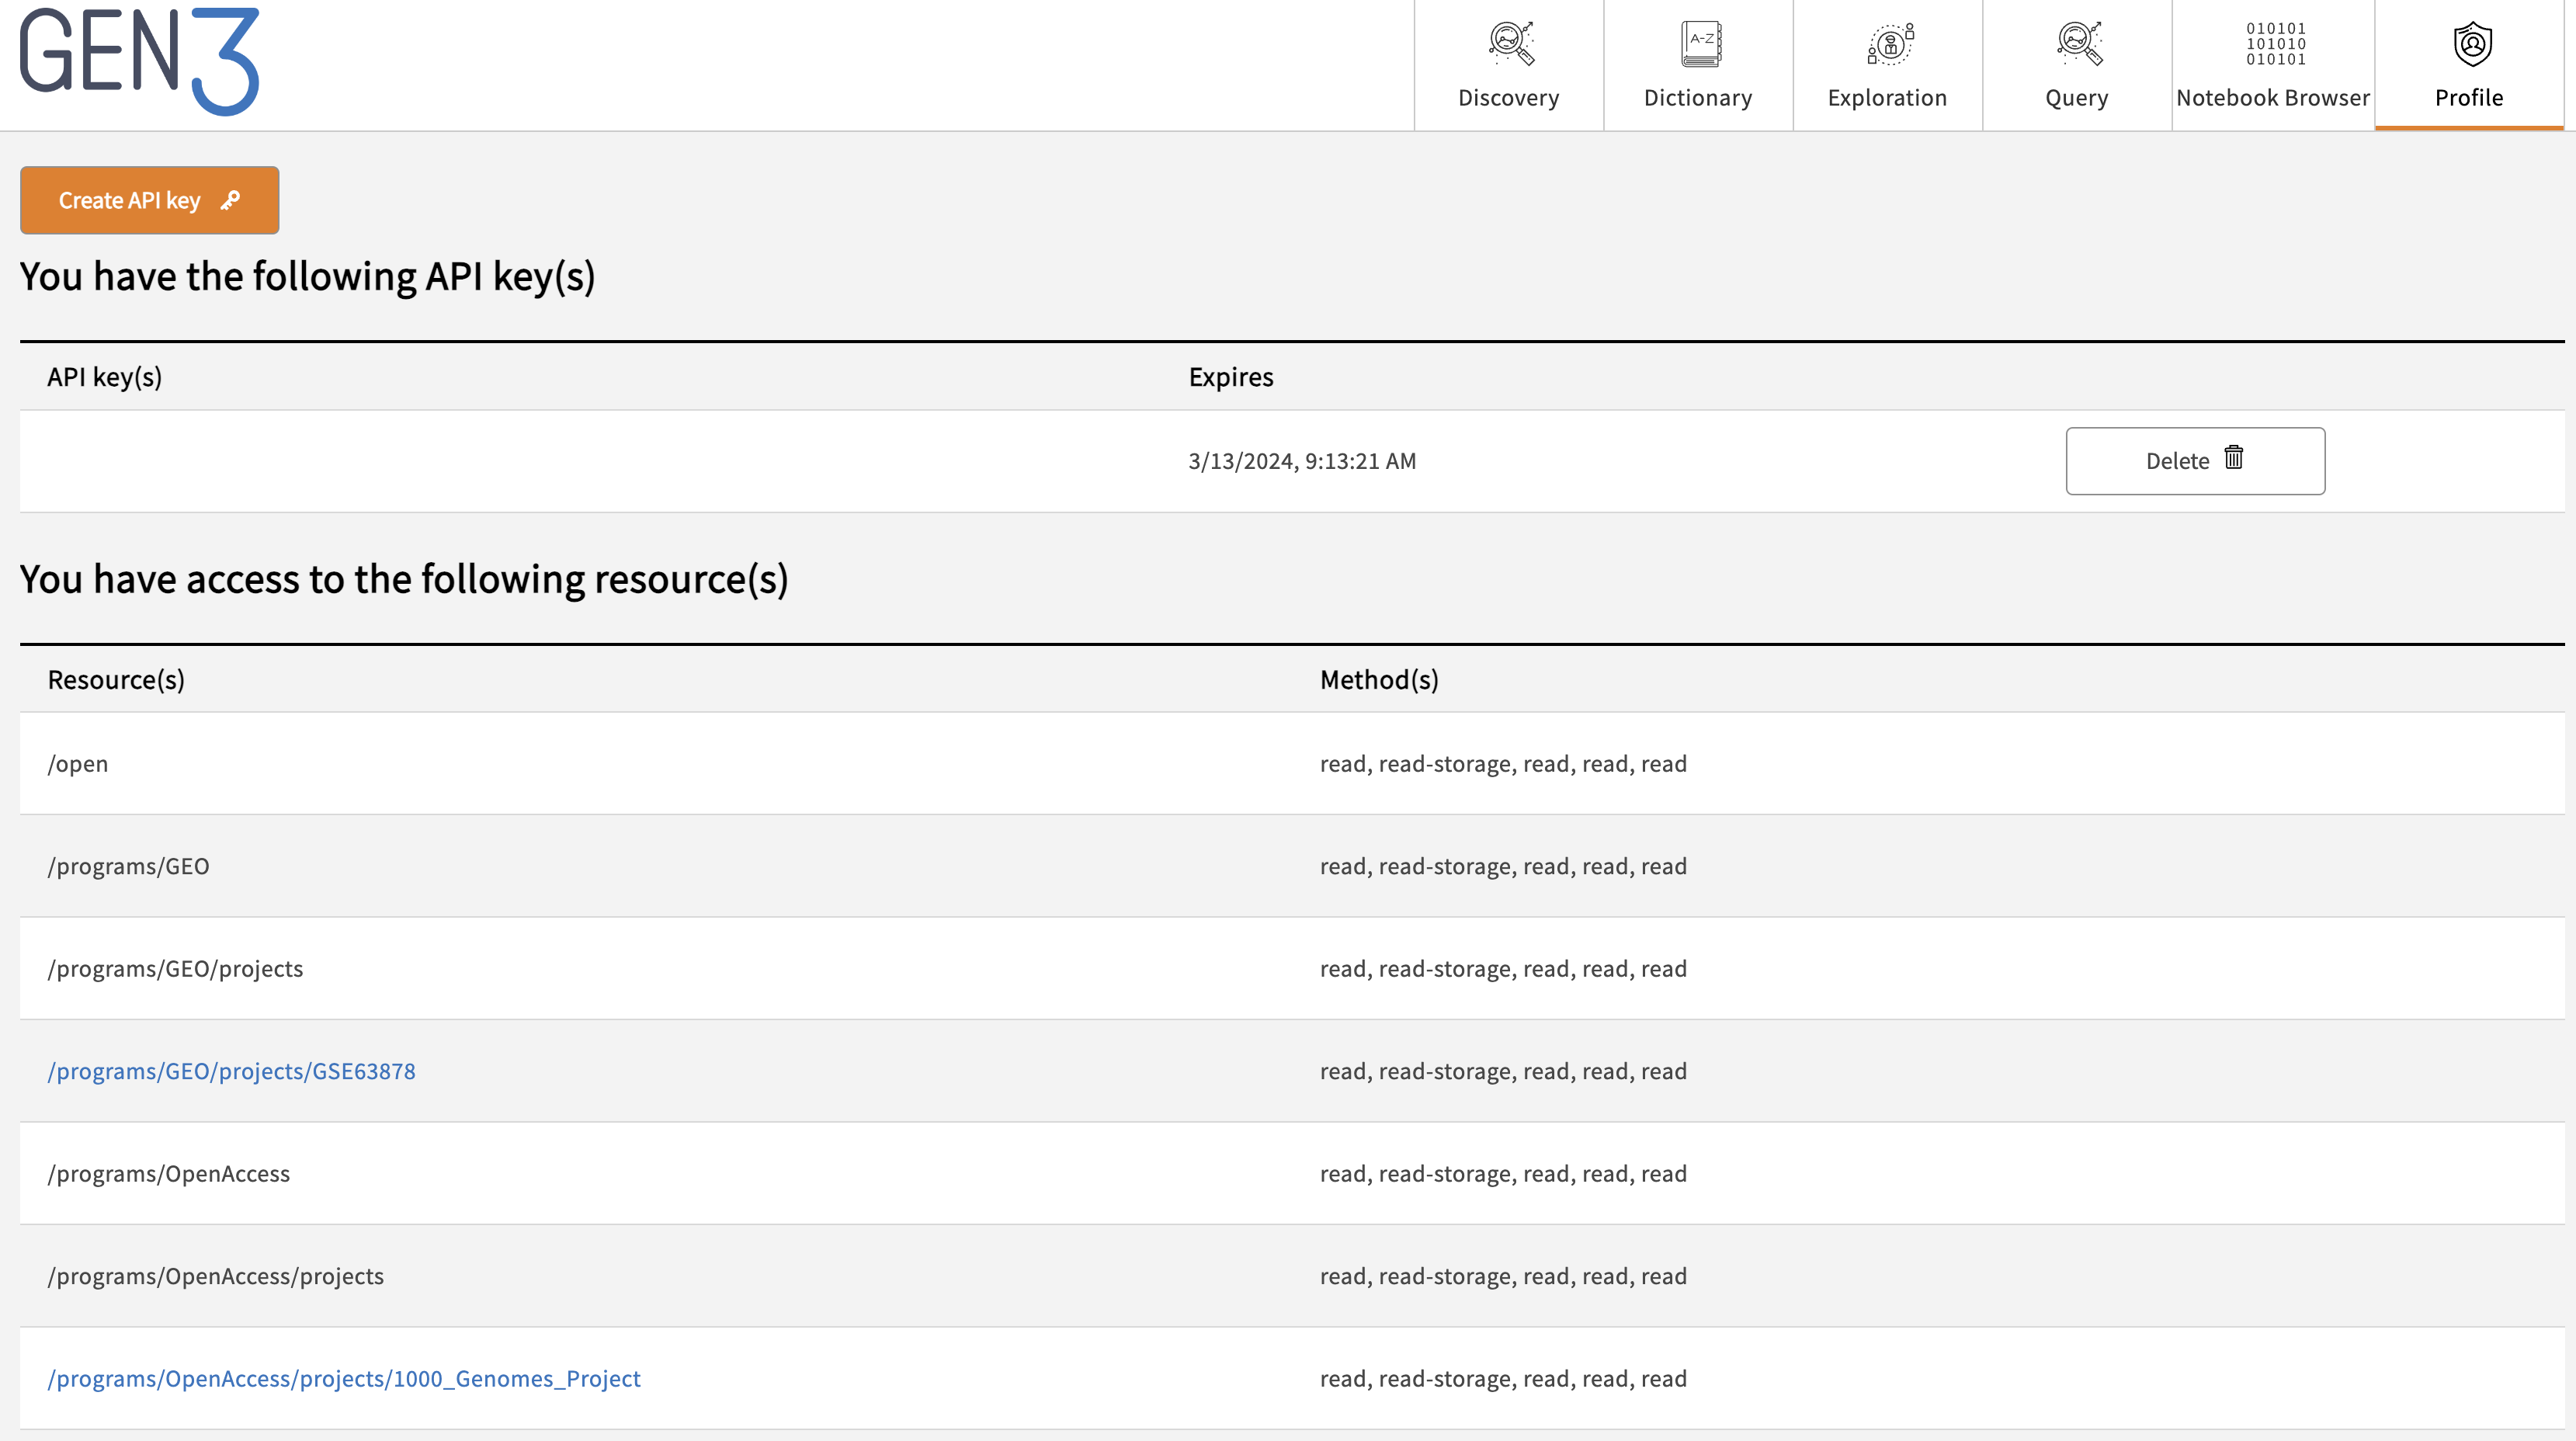 GEN3
010101
101010
010101
A-Z
Discovery Dictionary Exploration Query Notebook Browser Profile
Create API key
You have the following API key(s)
API key(s) Expires
3/13/2024, 9:13:21 AM Delete
You have access to the following resource(s)
Resource(s) Method(s)
/open read, read-storage, read, read, read
/programs/GEO read, read-storage, read, read, read
/programs/GEO/projects read, read-storage, read, read, read
/programs/GEO/projects/GSE63878 read, read-storage, read, read, read
/programs/OpenAccess read, read-storage, read, read, read
/programs/OpenAccess/projects read, read-storage, read, read, read
/programs/OpenAccess/projects/1000_Genomes_Project read, read-storage, read, read, read